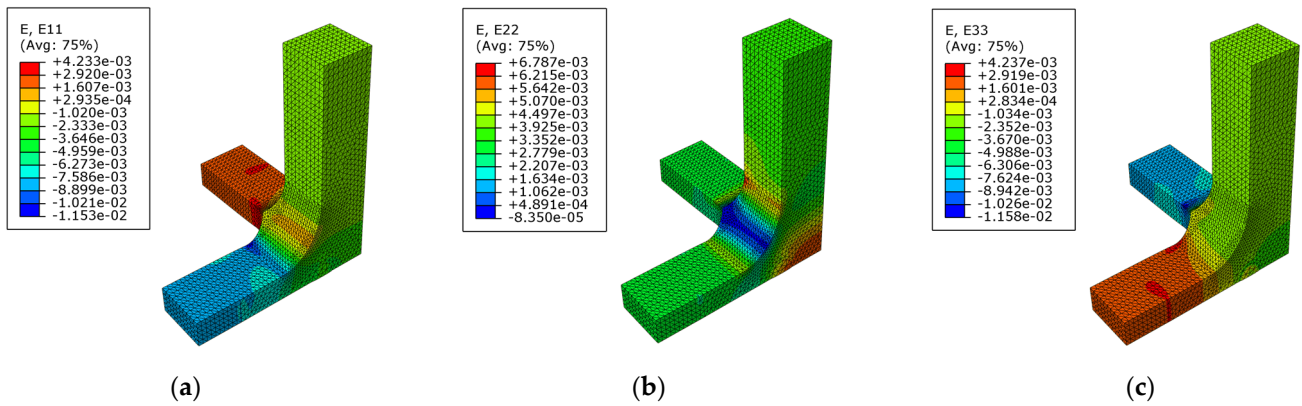 E, E11
(Avg: 75%)
+4.233e-03
+2.920e-03
+1.607e-03
+2.935e-04
-1.020e-03
-2.333e-03
-3.646e-03
-4.959e-03
-6.273e-03
-7.586e-03
-8.899e-03
-1.021e-02
-1.153e-02
(a)
E, E22
(Avg: 75%)
+6.787e-03
+6.215e-03
+5.642e-03
+5.070e-03
+4.497e-03
+3.925e-03
+3.352e-03
+2.779e-03
+2.207e-03
+1.634e-03
+1.062e-03
+4.891e-04
-8.350e-05
(b)
E, E33
(Avg: 75%)
+4.237e-03
+2.919e-03
+1.601e-03
+2.834e-04
-1.034e-03
-2.352e-03
-3.670e-03
-4.988e-03
-6.306e-03
-7.624e-03
-8.942e-03
-1.026e-02
-1.158e-02
(c)